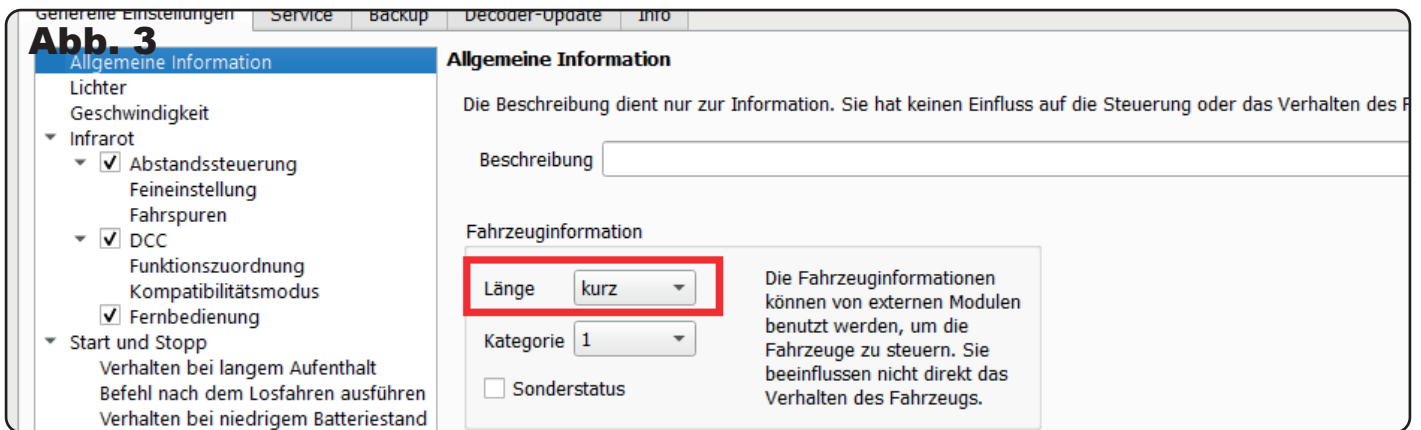 Generelle Einstellungen Service Backup Decoder-Update Info
Abb. 3
Allgemeine Information
Lichter
Geschwindigkeit
Infrarot
Abstandssteuerung
Feineinstellung
Fahrspuren
DCC
Funktionszuordnung
Kompatibilitätsmodus
Fernbedienung
Start und Stopp
Verhalten bei langem Aufenthalt
Befehl nach dem Losfahren ausführen
Verhalten bei niedrigem Batteriestand
Allgemeine Information
Die Beschreibung dient nur zur Information. Sie hat keinen Einfluss auf die Steuerung oder das Verhalten des F
Beschreibung
Fahrzeuginformation
Länge kurz
Kategorie 1
Sonderstatus
Die Fahrzeuginformationen
können von externen Modulen
benutzt werden, um die
Fahrzeuge zu steuern. Sie
beeinflussen nicht direkt das
Verhalten des Fahrzeugs.